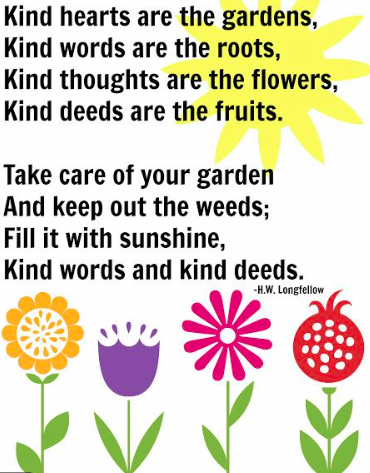 Kind hearts are the gardens,
Kind words are the roots,
Kind thoughts are the flowers,
Kind deeds are the fruits.
Take care of your garden
And keep out the weeds;
Fill it with sunshine,
Kind words and kind deeds.
-H.W. Longfellow